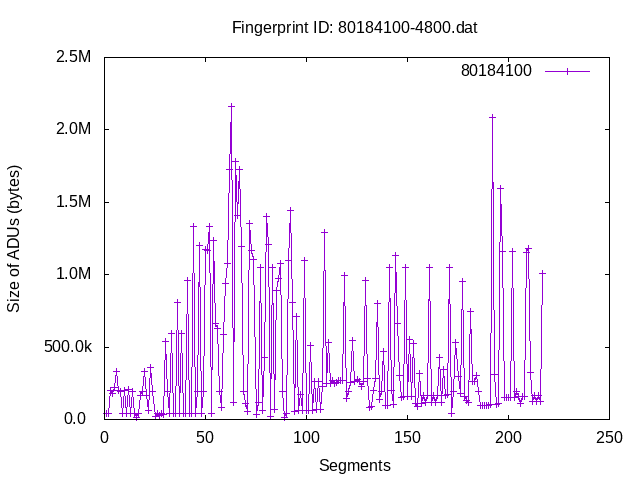 Fingerprint ID: 80184100-4800.dat
2.5M
80184100
2.0M
1.5M
1.0M
500.0k
0.0
Size of ADUs (bytes)
0 50 100 150 200 250
Segments